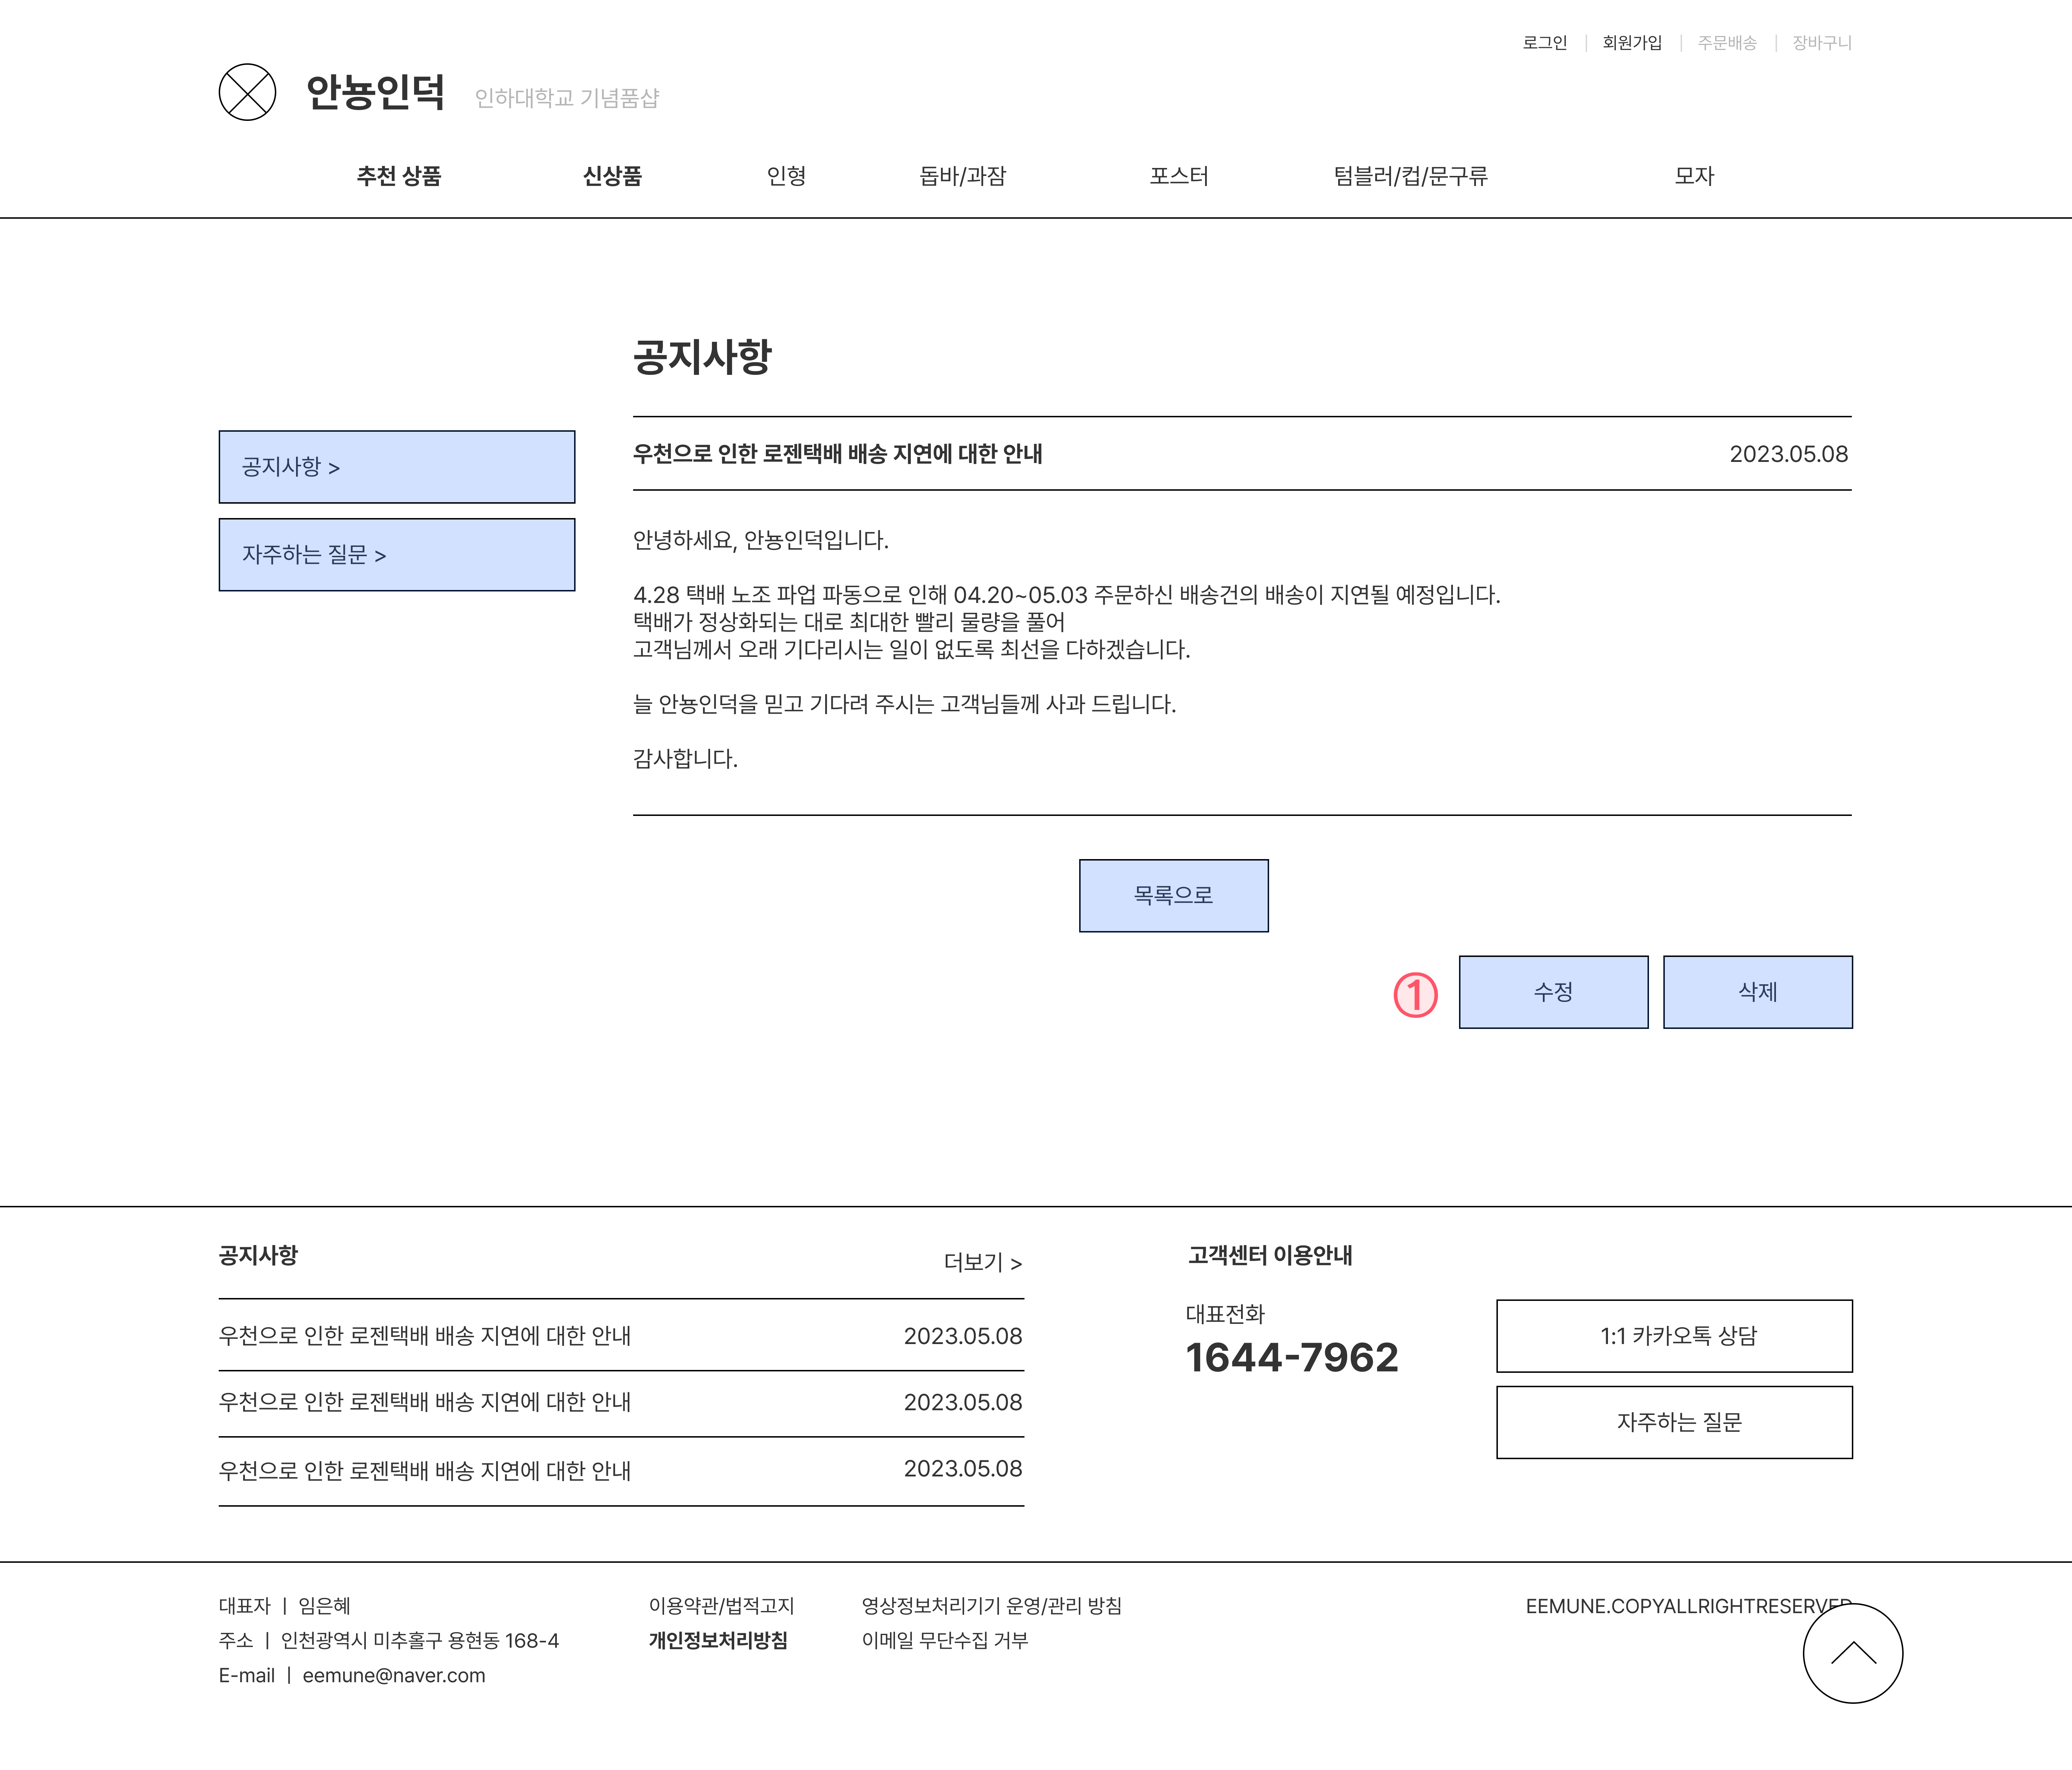 로그인 | 회원가입 | 주문배송 | 장바구니
안뇽인덕 인하대학교 기념품샵
추천 상품 신상품 인형 돕바/과잠 포스터 텀블러/컵/문구류 모자
공지사항
우천으로 인한 로젠택배 배송 지연에 대한 안내 2023.05.08
공지사항 >
자주하는 질문 >
안녕하세요, 안뇽인덕입니다.
4.28 택배 노조 파업 파동으로 인해 04.20~05.03 주문하신 배송건의 배송이 지연될 예정입니다.
택배가 정상화되는 대로 최대한 빨리 물량을 풀어
고객님께서 오래 기다리시는 일이 없도록 최선을 다하겠습니다.
늘 안뇽인덕을 믿고 기다려 주시는 고객님들께 사과 드립니다.
감사합니다.
목록으로
① 수정 삭제
공지사항 더보기 >
우천으로 인한 로젠택배 배송 지연에 대한 안내 2023.05.08
우천으로 인한 로젠택배 배송 지연에 대한 안내 2023.05.08
우천으로 인한 로젠택배 배송 지연에 대한 안내 2023.05.08
고객센터 이용안내
대표전화
1644-7962
1:1 카카오톡 상담
자주하는 질문
대표자 | 임은혜
주소 | 인천광역시 미추홀구 용현동 168-4
E-mail | eemune@naver.com
이용약관/법적고지
개인정보처리방침
영상정보처리기기 운영/관리 방침
이메일 무단수집 거부
EEMUNE.COPYALLRIGHTRESERVED